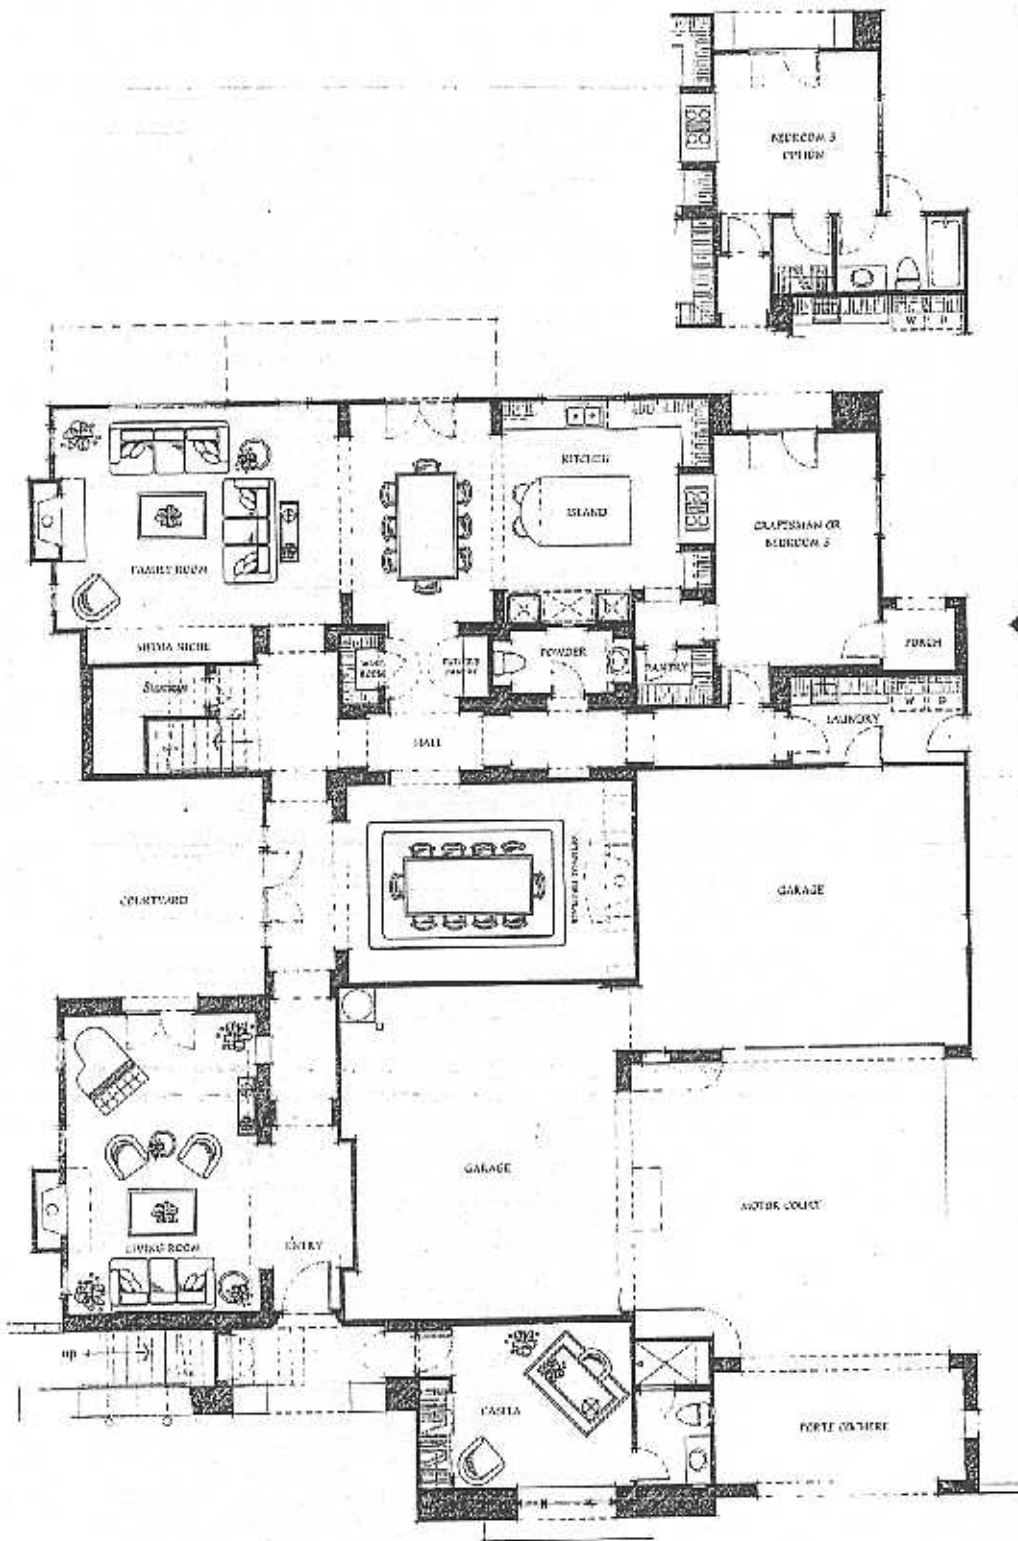 BEDROOM 5
OPTION
W D
KITCHEN
ISLAND
CRAFTSMAN OR
BEDROOM 5
FAMILY ROOM
MEDIA NICHE
POWDER
PORCH
PANTRY
W D
LAUNDRY
HALL
COURTYARD
GARAGE
GARAGE
MOTOR COURT
LIVING ROOM
ENTRY
up
CASITA
PORTE COCHERE